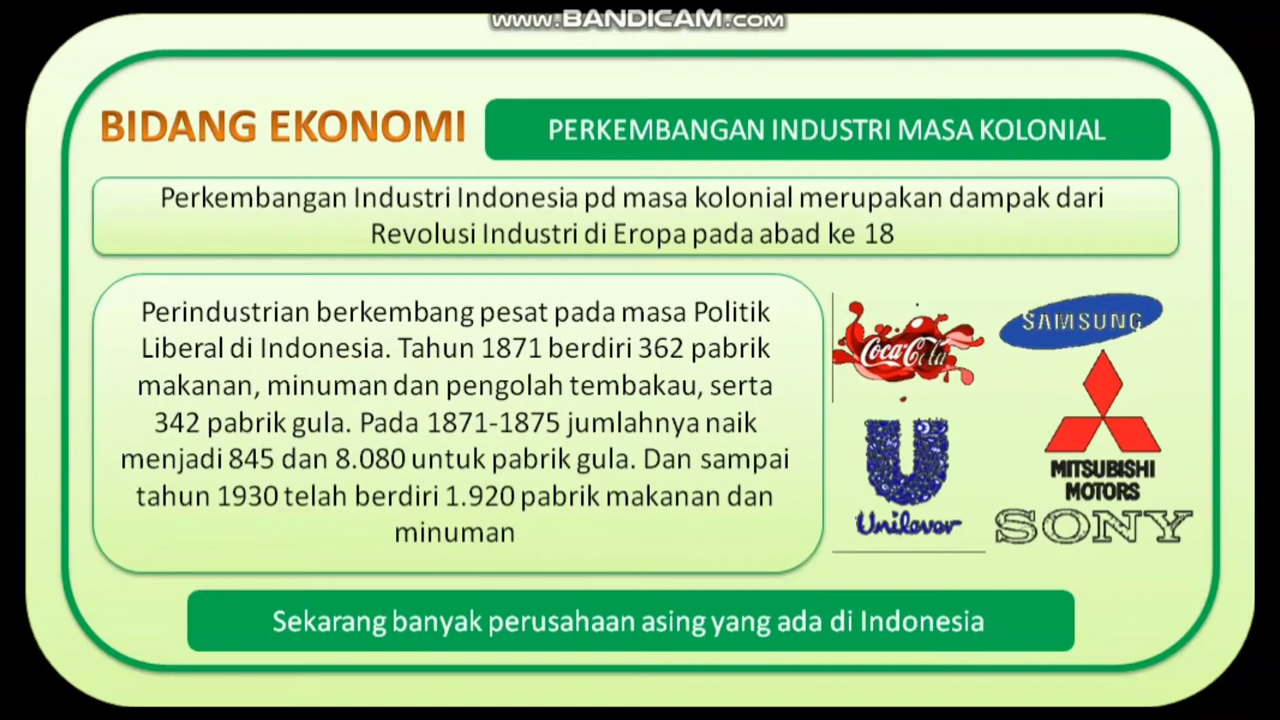 www.BANDICAM.com
BIDANG EKONOMI
PERKEMBANGAN INDUSTRI MASA KOLONIAL
Perkembangan Industri Indonesia pd masa kolonial merupakan dampak dari
Revolusi Industri di Eropa pada abad ke 18
Perindustrian berkembang pesat pada masa Politik
Liberal di Indonesia. Tahun 1871 berdiri 362 pabrik
makanan, minuman dan pengolah tembakau, serta
342 pabrik gula. Pada 1871-1875 jumlahnya naik
menjadi 845 dan 8.080 untuk pabrik gula. Dan sampai
tahun 1930 telah berdiri 1.920 pabrik makanan dan
minuman
Coca-Cola
SAMSUNG
Unilever
MITSUBISHI
MOTORS
SONY
Sekarang banyak perusahaan asing yang ada di Indonesia